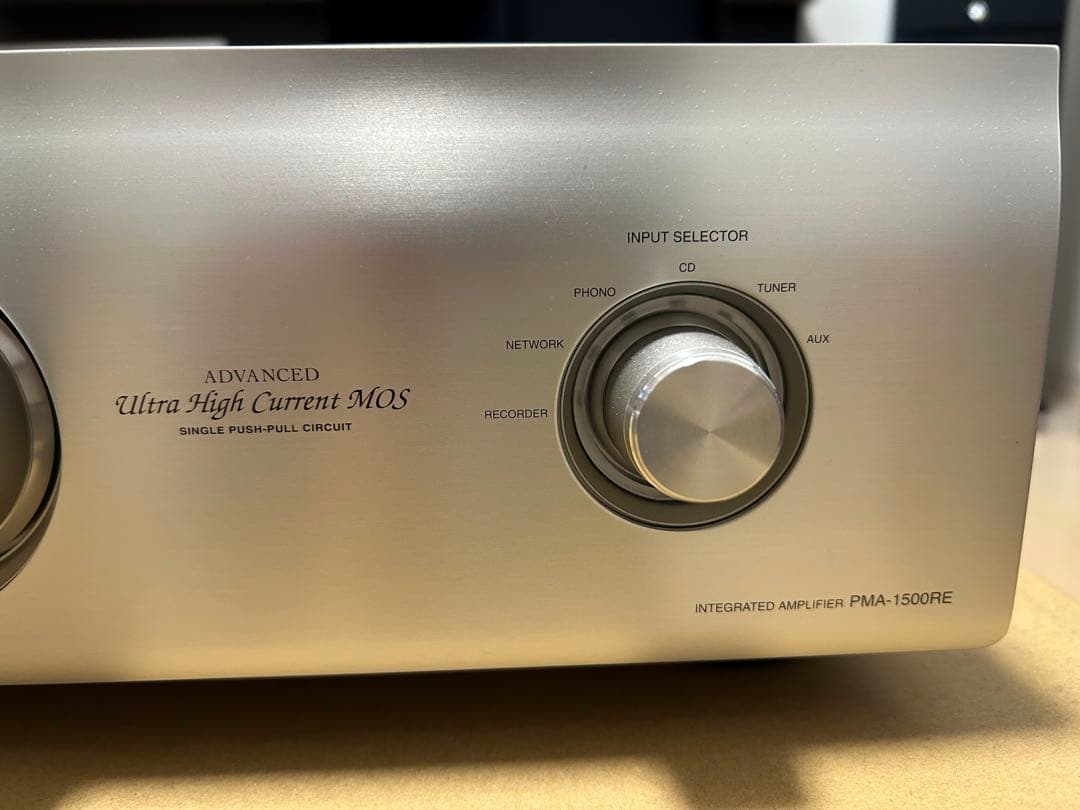 INPUT SELECTOR
CD
PHONO
TUNER
NETWORK
AUX
RECORDER
ADVANCED
Ultra High Current MOS
SINGLE PUSH-PULL CIRCUIT
INTEGRATED AMPLIFIER PMA-1500RE